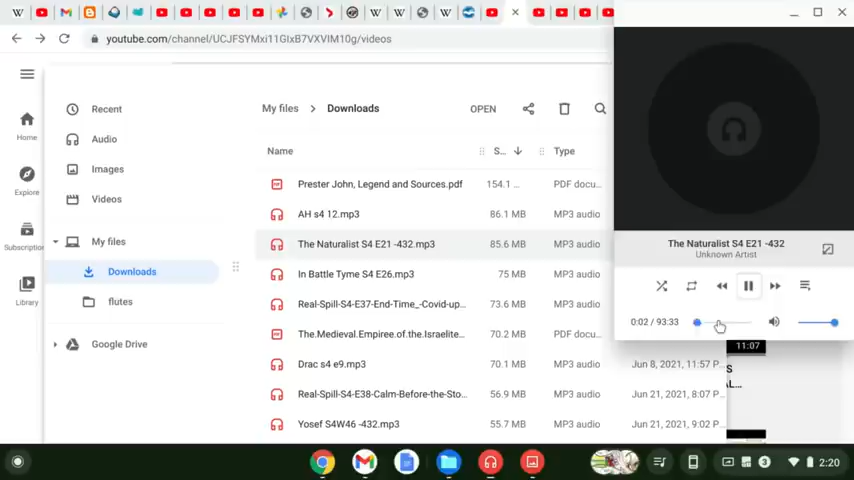 youtube.com/channel/UCJFSYMxi11GIxB7VXVIM10g/videos
Home
Explore
Subscription
Library
Recent
Audio
Images
Videos
My files
Downloads
flutes
Google Drive
My files > Downloads
OPEN
Name S... Type
Prester John, Legend and Sources.pdf 154.1 ... PDF docu...
AH s4 12.mp3 86.1 MB MP3 audio
The Naturalist S4 E21 -432.mp3 85.6 MB MP3 audio
In Battle Tyme S4 E26.mp3 75 MB MP3 audio
Real-Spill-S4-E37-End-Time_-Covid-up... 73.6 MB MP3 audio
The.Medieval.Empiree.of.the.Israelite... 70.2 MB PDF docu...
Drac s4 e9.mp3 70.1 MB MP3 audio Jun 8, 2021, 11:57 P...
Real-Spill-S4-E38-Calm-Before-the-Sto... 56.9 MB MP3 audio Jun 21, 2021, 8:07 P...
Yosef S4W46 -432.mp3 55.7 MB MP3 audio Jun 21, 2021, 9:02 P...
The Naturalist S4 E21 -432
Unknown Artist
0:02 / 93:33
11:07
S
L...
3
2:20